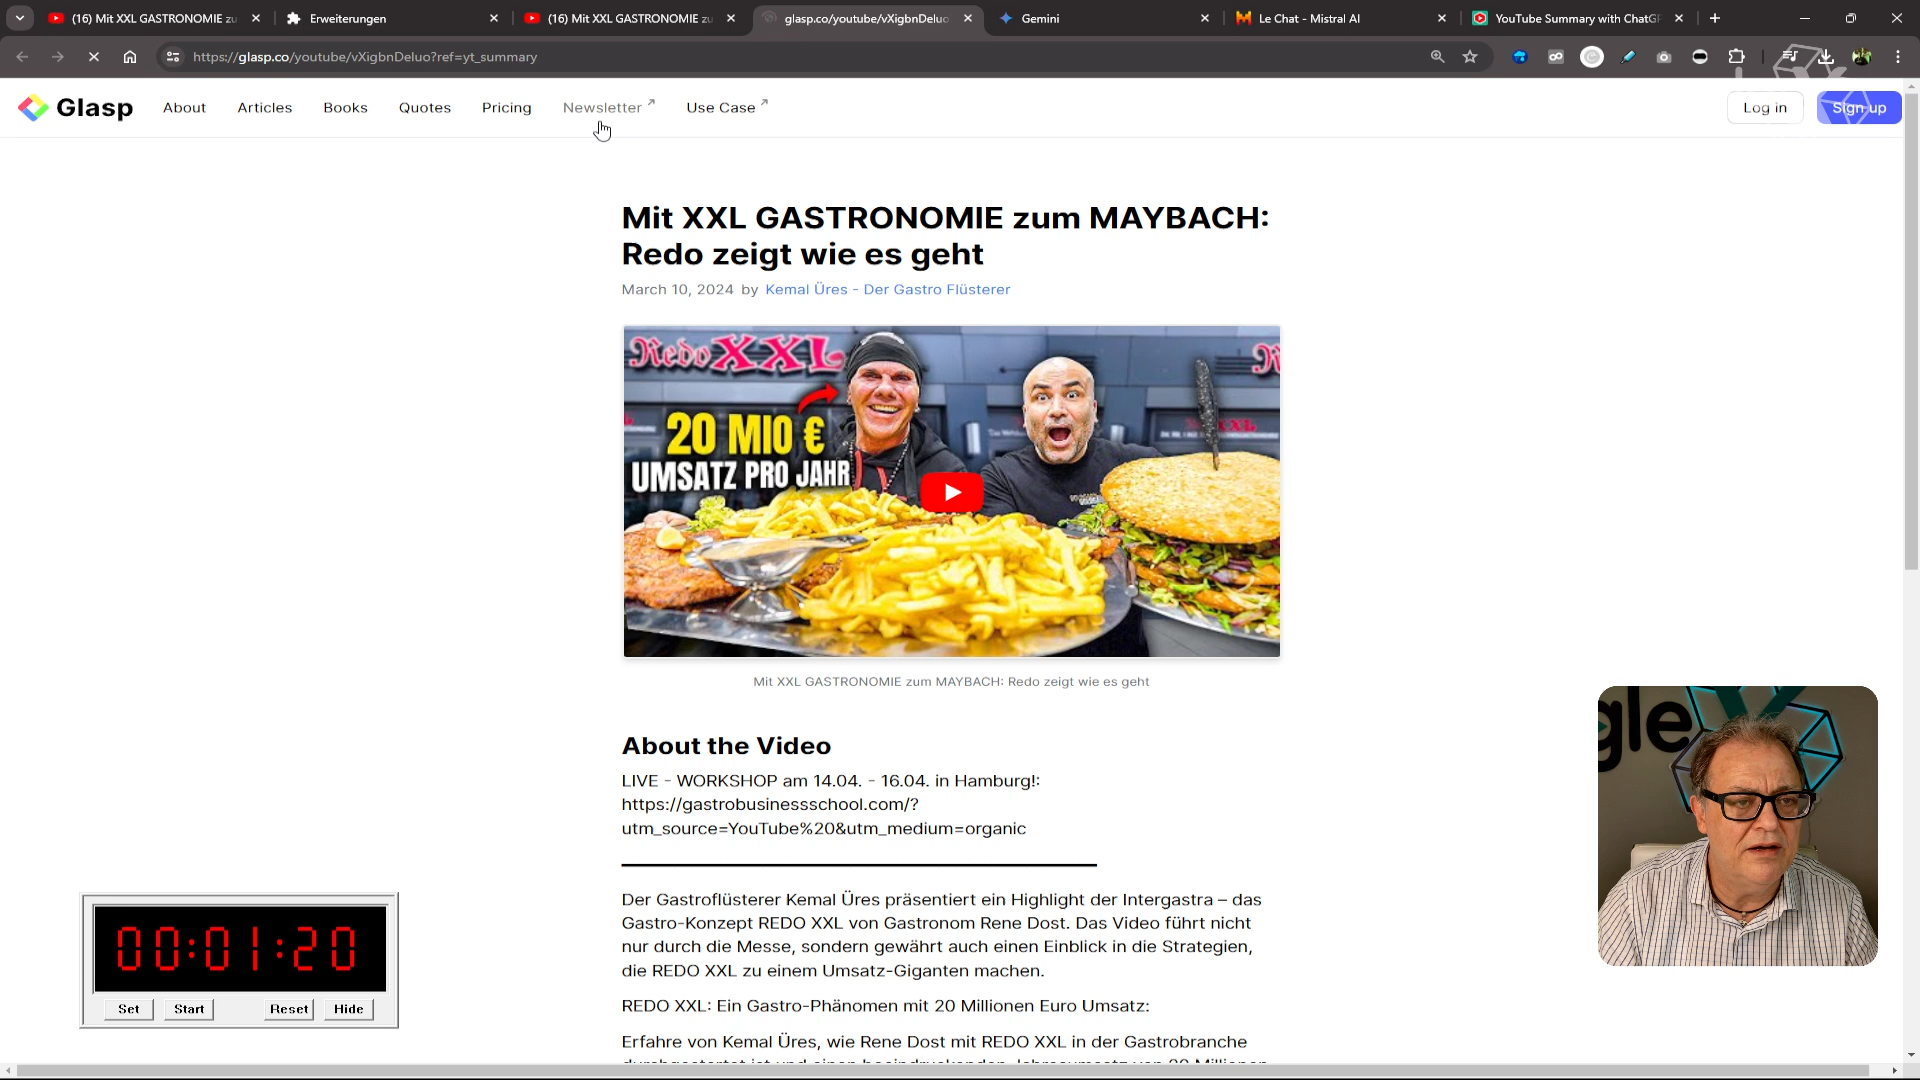 (16) Mit XXL GASTRONOMIE zu
Erweiterungen
(16) Mit XXL GASTRONOMIE zu
glasp.co/youtube/vXigbnDeluo
Gemini
Le Chat - Mistral AI
YouTube Summary with ChatGP
https://glasp.co/youtube/vXigbnDeluo?ref=yt_summary
Glasp
About
Articles
Books
Quotes
Pricing
Newsletter
Use Case
Log in
Sign up
Mit XXL GASTRONOMIE zum MAYBACH:
Redo zeigt wie es geht
March 10, 2024 by Kemal Üres - Der Gastro Flüsterer
Redo XXL
20 MIO €
UMSATZ PRO JAHR
Mit XXL GASTRONOMIE zum MAYBACH: Redo zeigt wie es geht
About the Video
LIVE - WORKSHOP am 14.04. - 16.04. in Hamburg!:
https://gastrobusinessschool.com/?
utm_source=YouTube%20&utm_medium=organic
Der Gastroflüsterer Kemal Üres präsentiert ein Highlight der Intergastra – das
Gastro-Konzept REDO XXL von Gastronom Rene Dost. Das Video führt nicht
nur durch die Messe, sondern gewährt auch einen Einblick in die Strategien,
die REDO XXL zu einem Umsatz-Giganten machen.
REDO XXL: Ein Gastro-Phänomen mit 20 Millionen Euro Umsatz:
Erfahre von Kemal Üres, wie Rene Dost mit REDO XXL in der Gastrobranche
gle
00:01:20
Set
Start
Reset
Hide